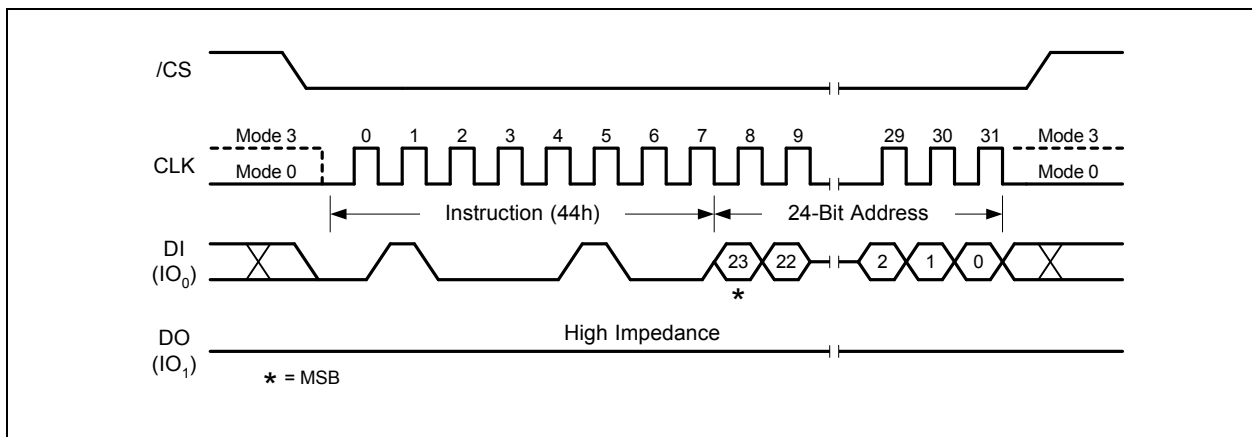 /CS
Mode 3 0 1 2 3 4 5 6 7 8 9 29 30 31 Mode 3
CLK Mode 0 Mode 0
Instruction (44h) 24-Bit Address
DI
(IO0) 23 22 2 1 0
*
DO High Impedance
(IO1)
* = MSB